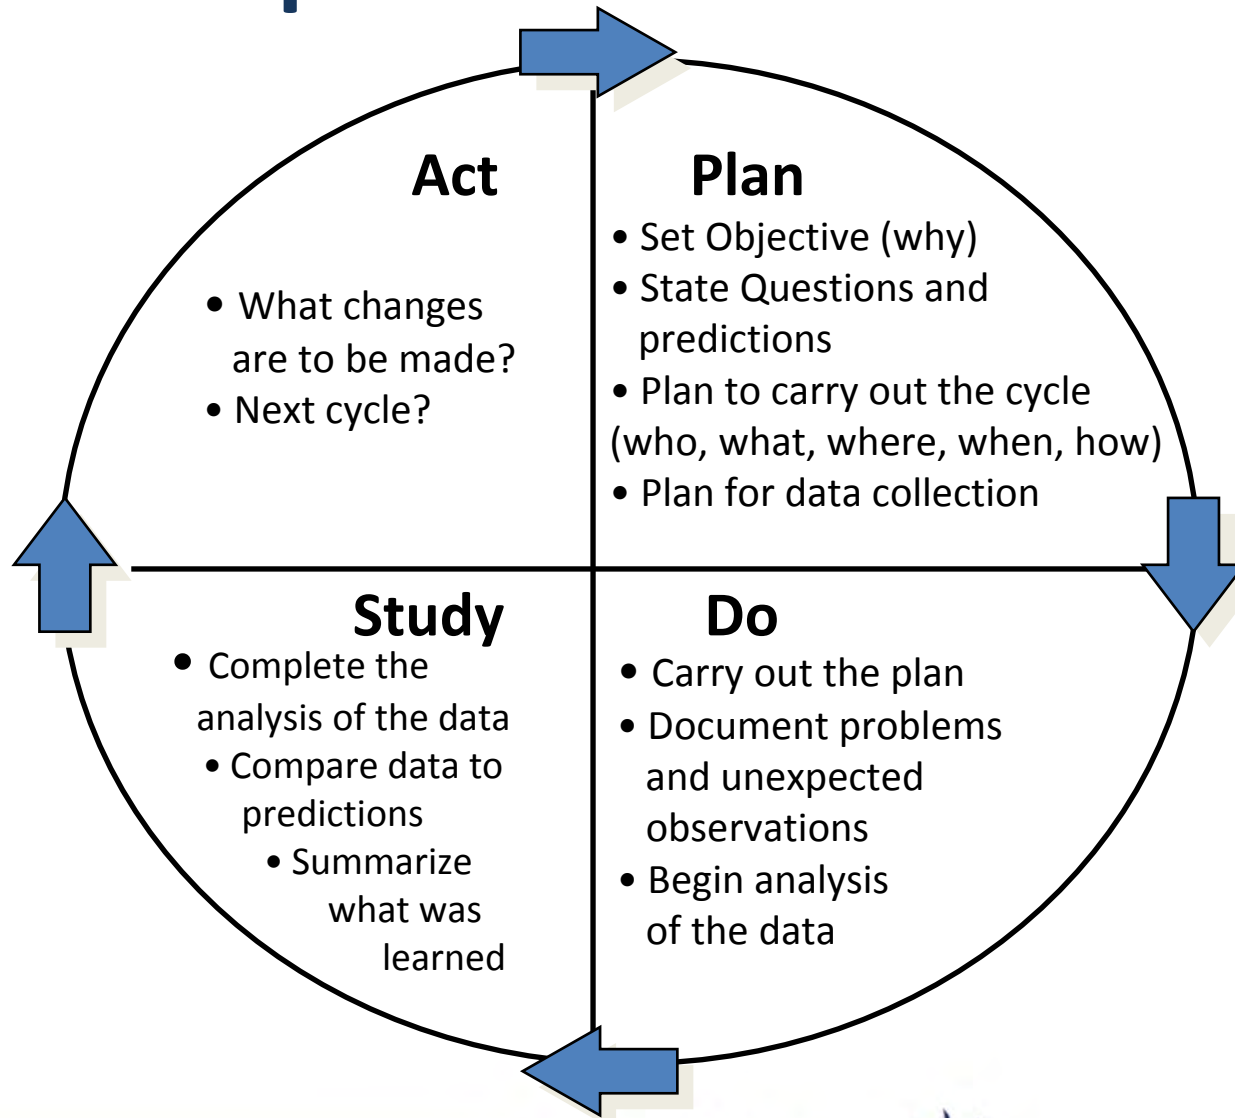 Act
• What changes
are to be made?
• Next cycle?
Plan
• Set Objective (why)
• State Questions and
predictions
• Plan to carry out the cycle
(who, what, where, when, how)
• Plan for data collection
Study
• Complete the
analysis of the data
• Compare data to
predictions
• Summarize
what was
learned
Do
• Carry out the plan
• Document problems
and unexpected
observations
• Begin analysis
of the data